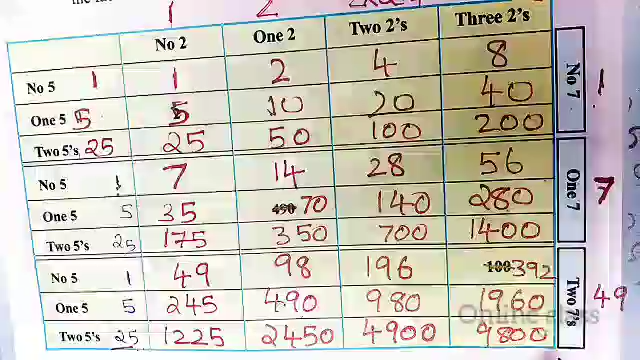 1 2
No 2 One 2 Two 2's Three 2's
No 5 1 1 2 4 8 No 7 1
One 5 5 5 10 20 40
Two 5's 25 25 50 100 200
No 5 1 7 14 28 56 One 7 7
One 5 5 35 70 140 280
Two 5's 25 175 350 700 1400
No 5 1 49 98 196 392 Two 7's 49
One 5 5 245 490 980 1960
Online class
Two 5's 25 1225 2450 4900 9800